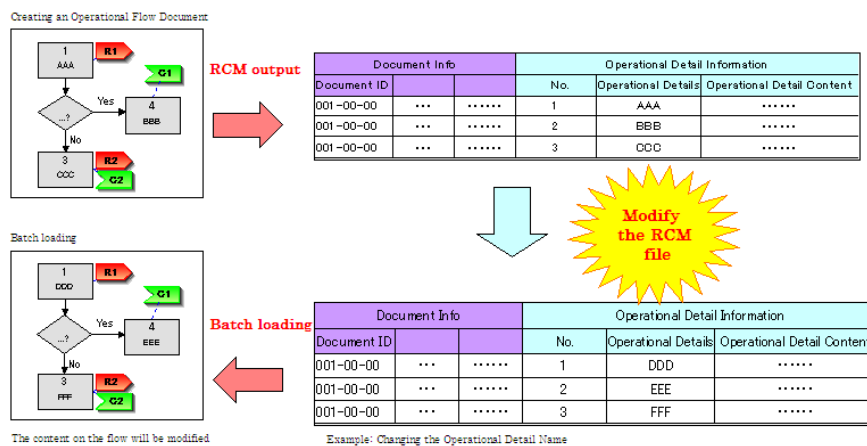 Creating an Operational Flow Document
1
AAA
R1
G1
...?
Yes
4
BBB
No
3
CCC
R2
G2
RCM output
Document Info
Operational Detail Information
Document ID
No.
Operational Details
Operational Detail Content
001-00-00 ··· ······ 1 AAA ······
001-00-00 ··· ······ 2 BBB ······
001-00-00 ··· ······ 3 CCC ······
Modify
the RCM
file
Batch loading
1
DDD
R1
G1
...?
Yes
4
EEE
No
3
FFF
R2
G2
Batch loading
Document Info
Operational Detail Information
Document ID
No.
Operational Details
Operational Detail Content
001-00-00 ··· ······ 1 DDD ······
001-00-00 ··· ······ 2 EEE ······
001-00-00 ··· ······ 3 FFF ······
The content on the flow will be modified
Example: Changing the Operational Detail Name